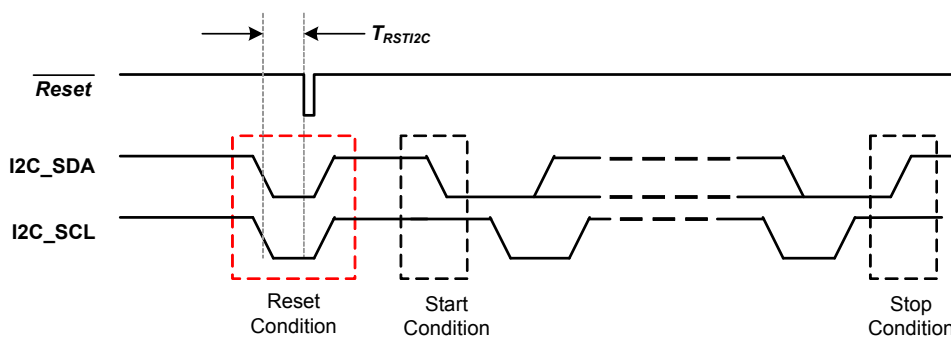 TRSTI2C
Reset
I2C_SDA
I2C_SCL
Reset
Condition
Start
Condition
Stop
Condition